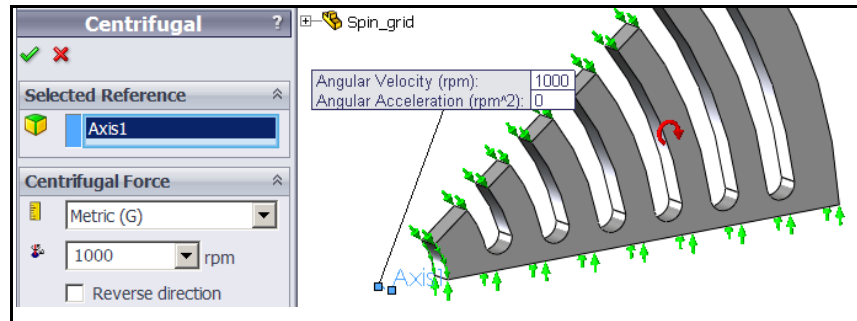 Centrifugal ?
Selected Reference
Axis1
Centrifugal Force
Metric (G)
1000 rpm
Reverse direction
Spin_grid
Angular Velocity (rpm): 1000
Angular Acceleration (rpm^2): 0
Axis1